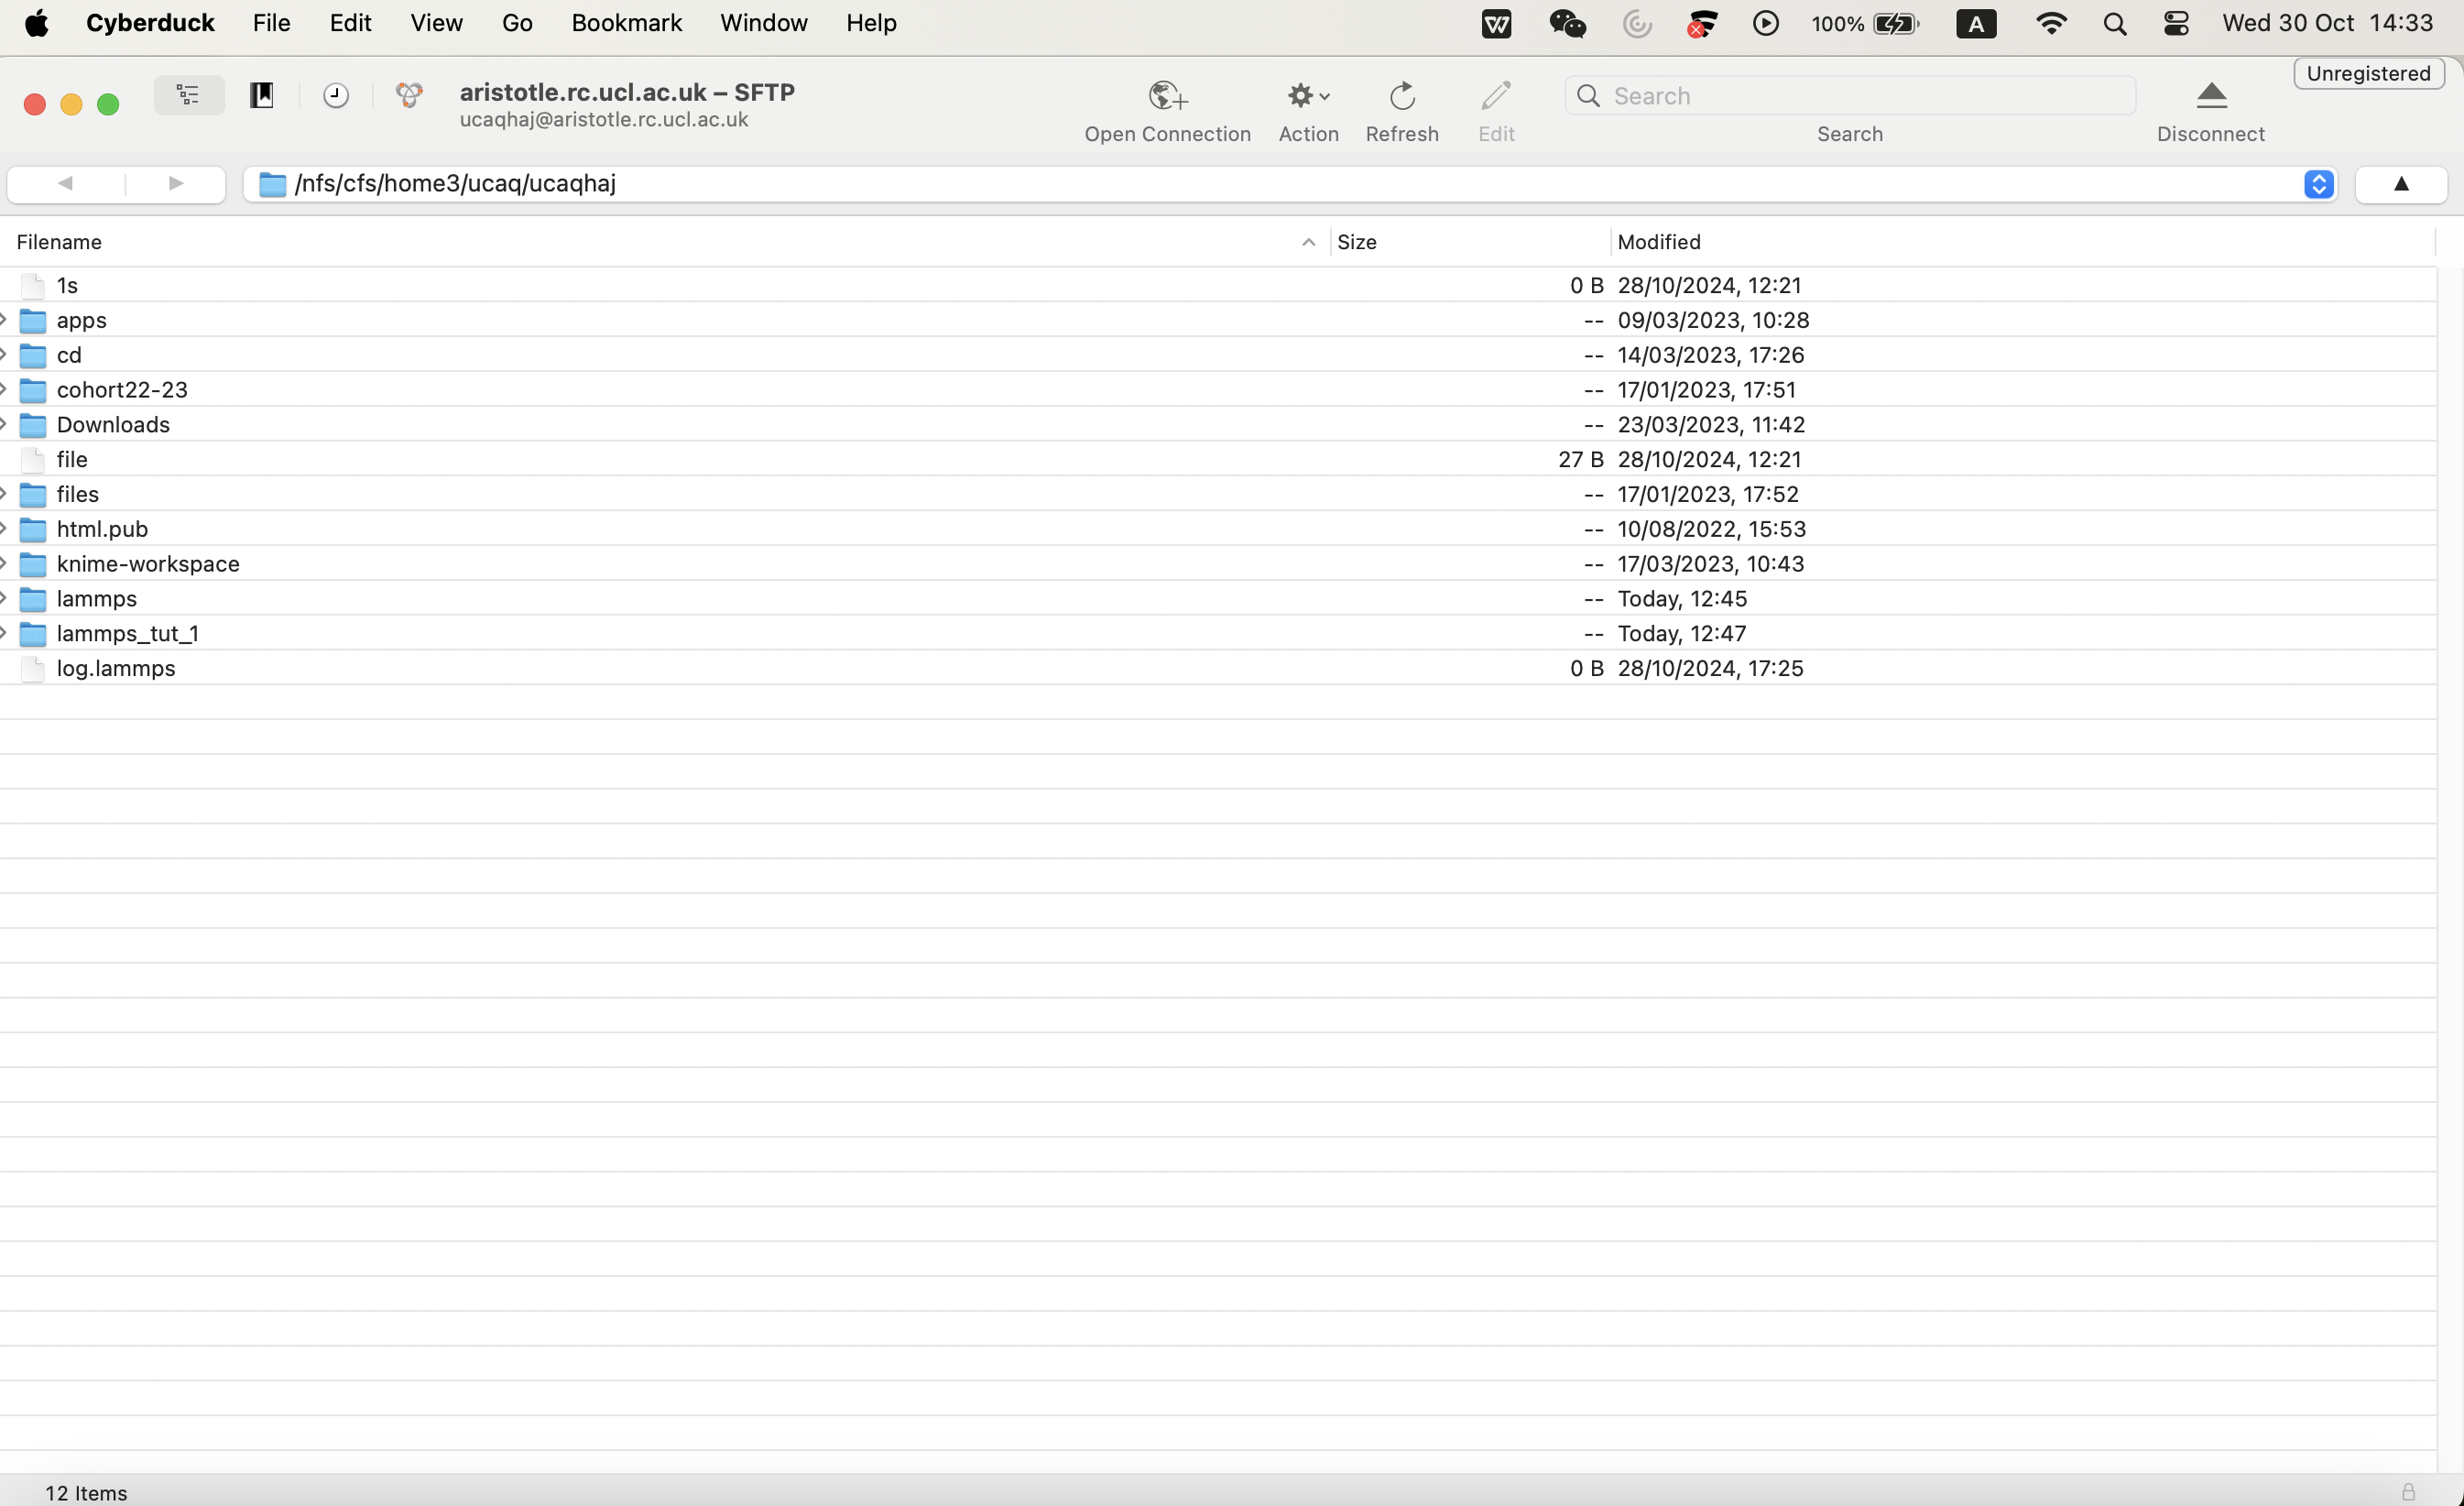 Cyberduck File Edit View Go Bookmark Window Help 100% A Wed 30 Oct 14:33
Unregistered
aristotle.rc.ucl.ac.uk – SFTP
ucaqhaj@aristotle.rc.ucl.ac.uk
Search
Open Connection Action Refresh Edit Search Disconnect
/nfs/cfs/home3/ucaq/ucaqhaj
Filename Size Modified
1s 0 B 28/10/2024, 12:21
apps -- 09/03/2023, 10:28
cd -- 14/03/2023, 17:26
cohort22-23 -- 17/01/2023, 17:51
Downloads -- 23/03/2023, 11:42
file 27 B 28/10/2024, 12:21
files -- 17/01/2023, 17:52
html.pub -- 10/08/2022, 15:53
knime-workspace -- 17/03/2023, 10:43
lammps -- Today, 12:45
lammps_tut_1 -- Today, 12:47
log.lammps 0 B 28/10/2024, 17:25
12 Items